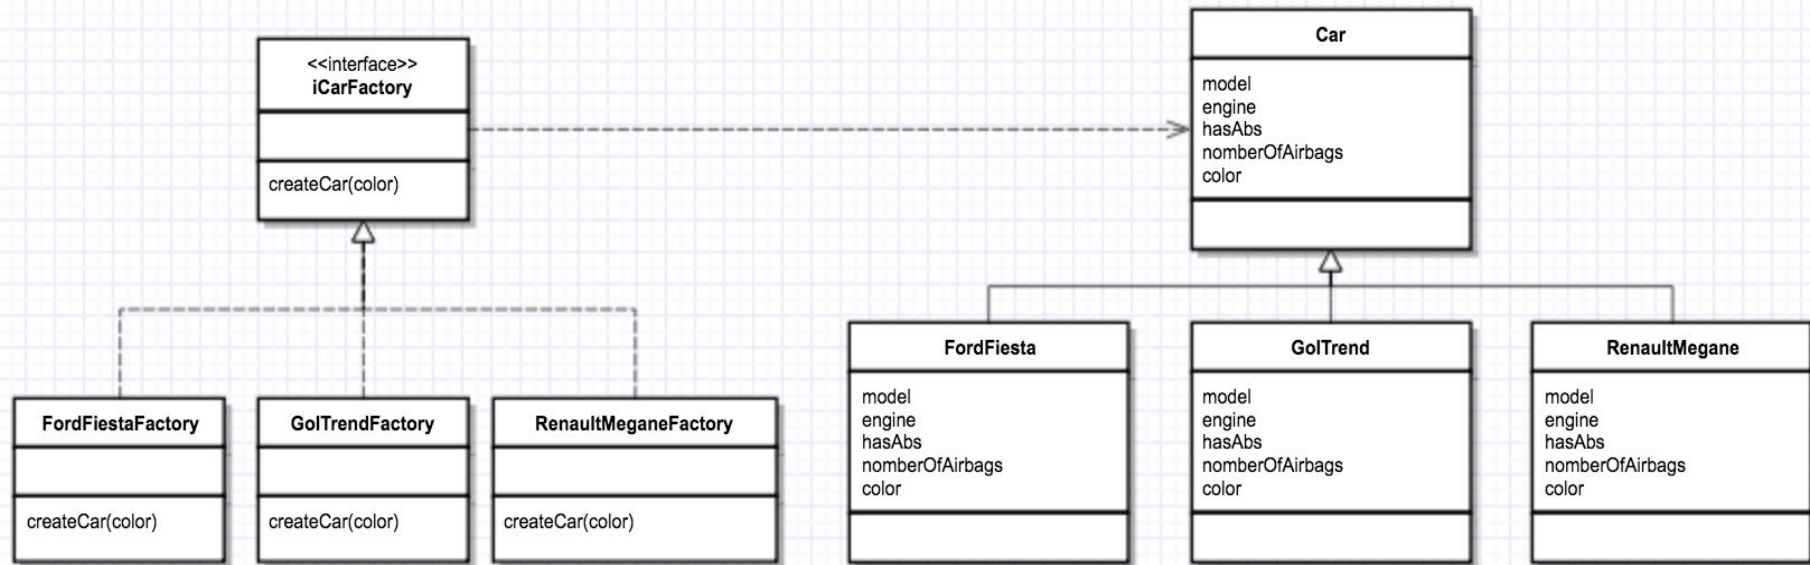 <<interface>>
iCarFactory
createCar(color)
Car
model
engine
hasAbs
nomberOfAirbags
color
FordFiestaFactory
createCar(color)
GolTrendFactory
createCar(color)
RenaultMeganeFactory
createCar(color)
FordFiesta
model
engine
hasAbs
nomberOfAirbags
color
GolTrend
model
engine
hasAbs
nomberOfAirbags
color
RenaultMegane
model
engine
hasAbs
nomberOfAirbags
color